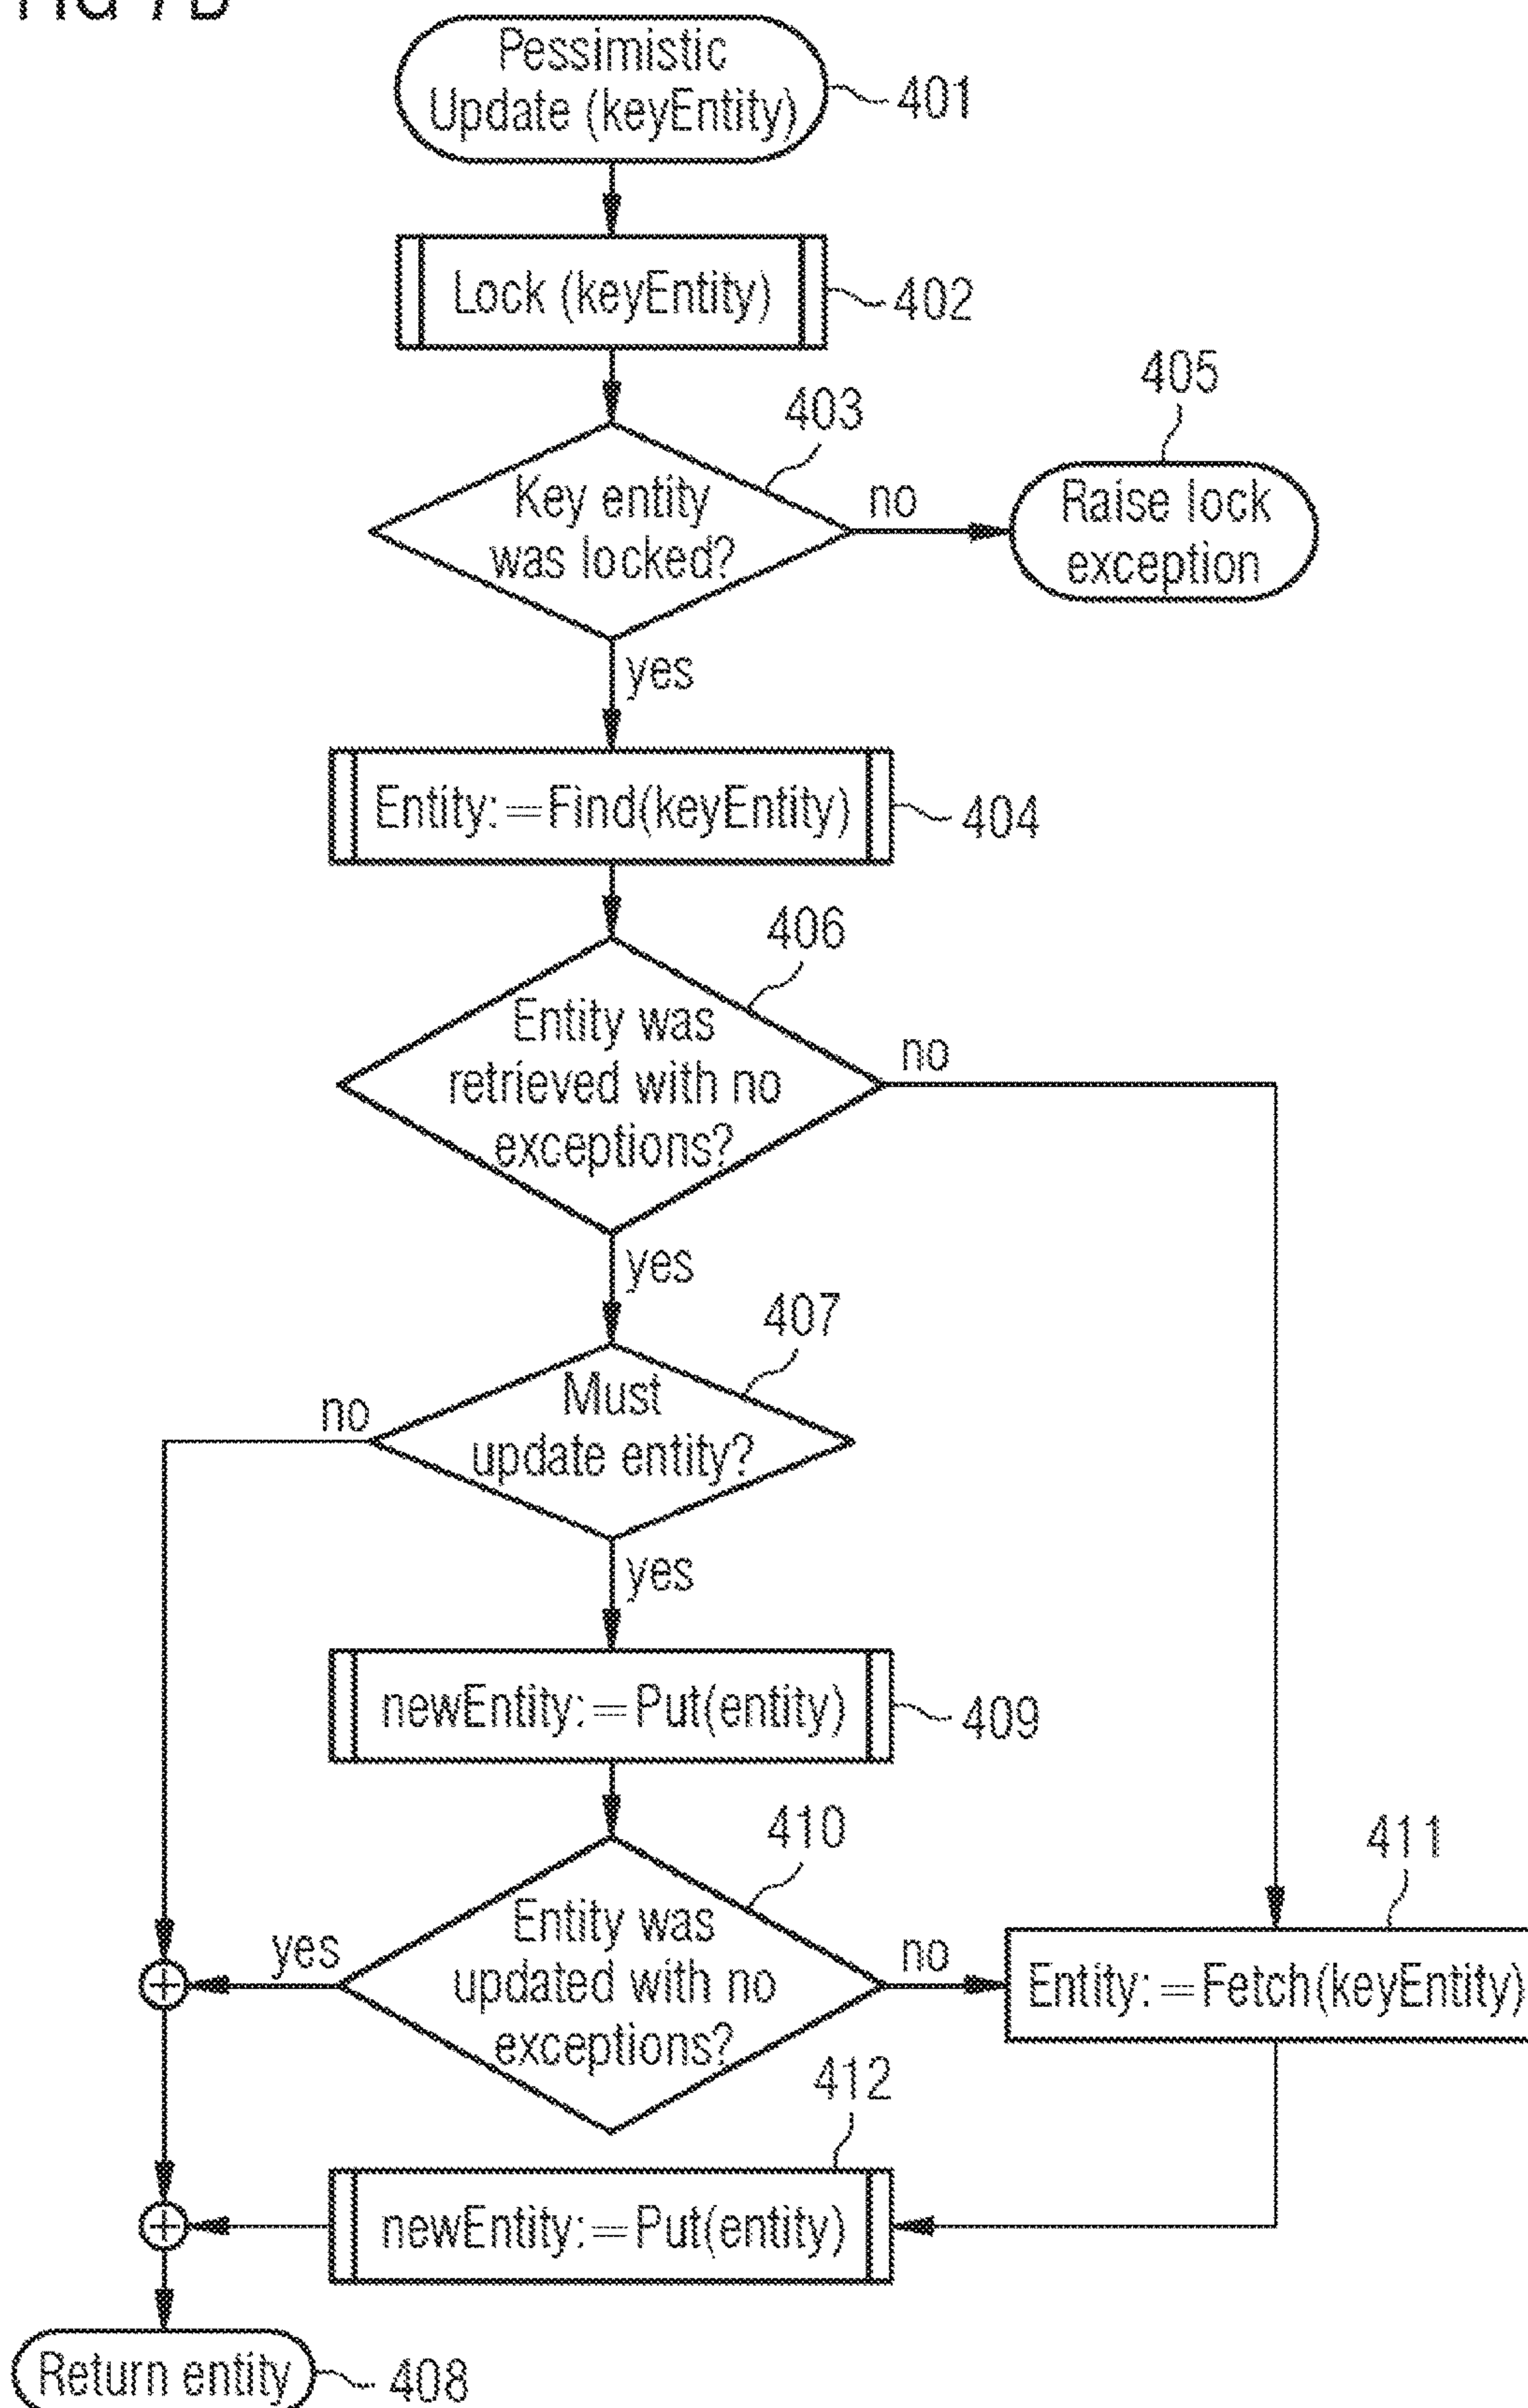 Pessimistic
Update (keyEntity)
401
Lock (keyEntity)
402
403
405
Key entity
was locked?
no
Raise lock
exception
yes
Entity:=Find(keyEntity)
404
406
Entity was
retrieved with no
exceptions?
no
yes
407
no
Must
update entity?
yes
newEntity:=Put(entity)
409
410
411
yes
Entity was
updated with no
exceptions?
no
Entity:=Fetch(keyEntity)
412
newEntity:=Put(entity)
Return entity
408